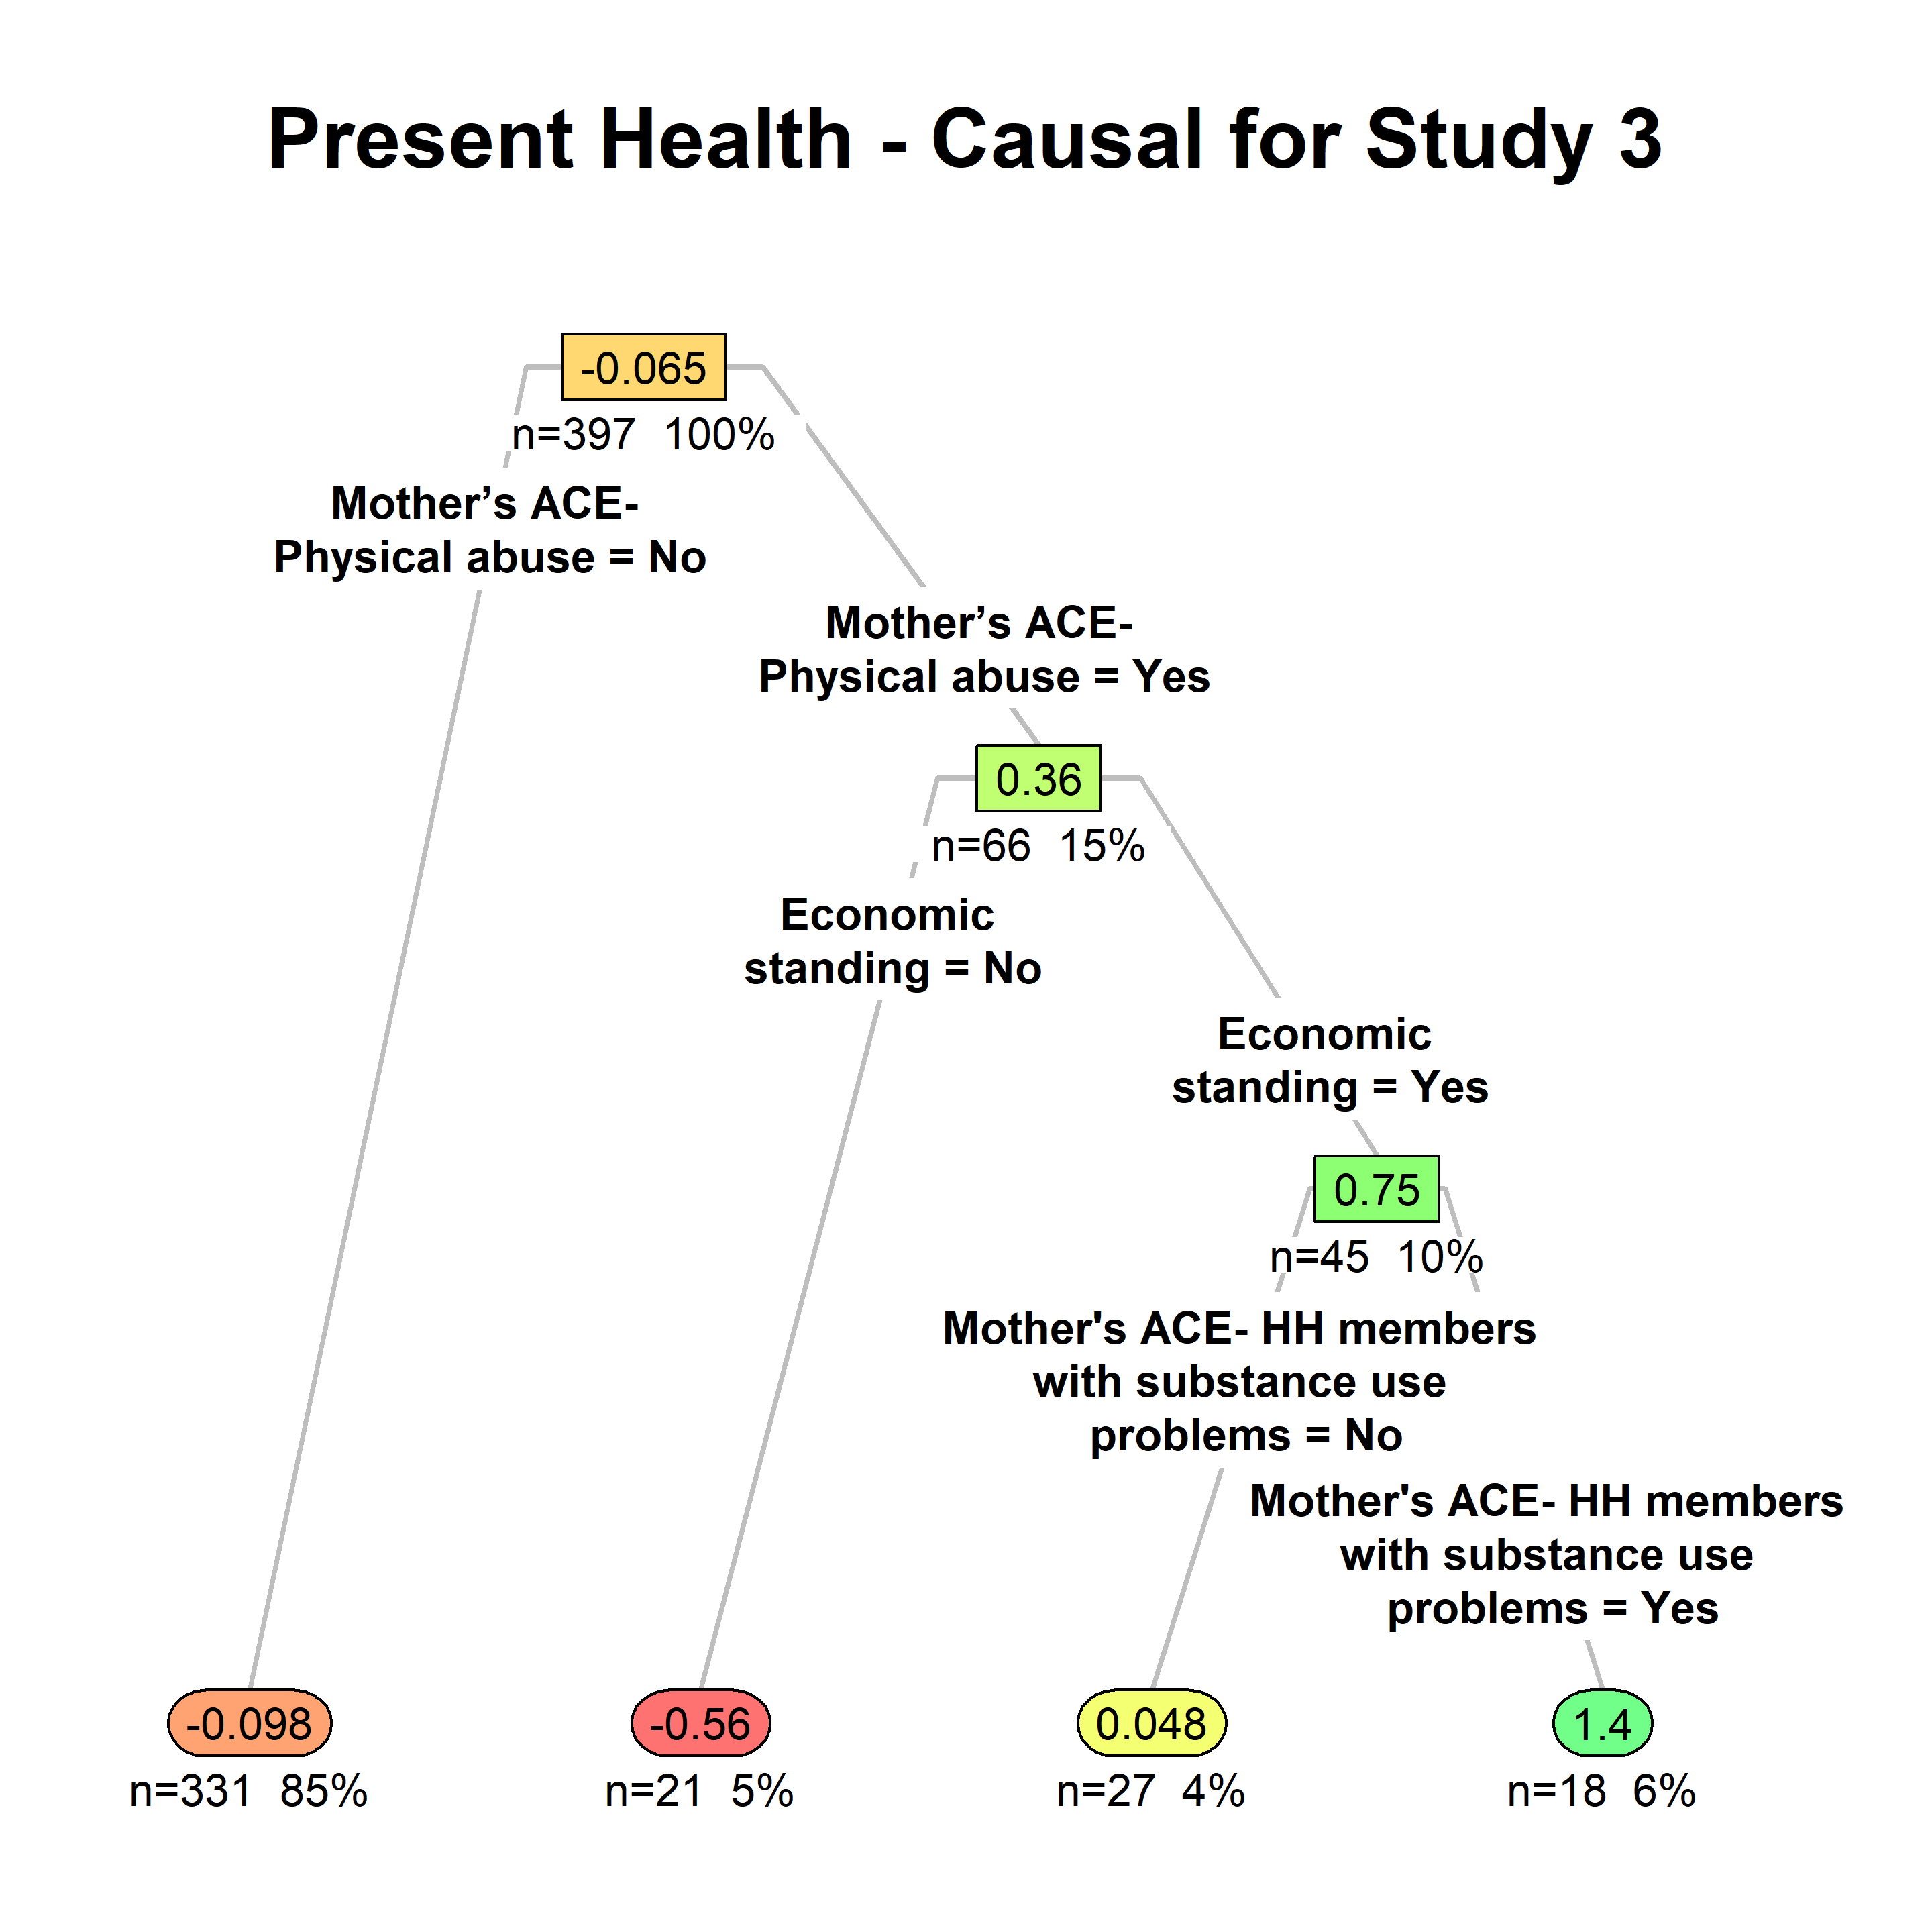 Present Health - Causal for Study 3
-0.065
n=397 100%
Mother’s ACE-
Physical abuse = No
Mother’s ACE-
Physical abuse = Yes
0.36
n=66 15%
Economic
standing = No
Economic
standing = Yes
0.75
n=45 10%
Mother's ACE- HH members
with substance use
problems = No
Mother's ACE- HH members
with substance use
problems = Yes
-0.098
n=331 85%
-0.56
n=21 5%
0.048
n=27 4%
1.4
n=18 6%